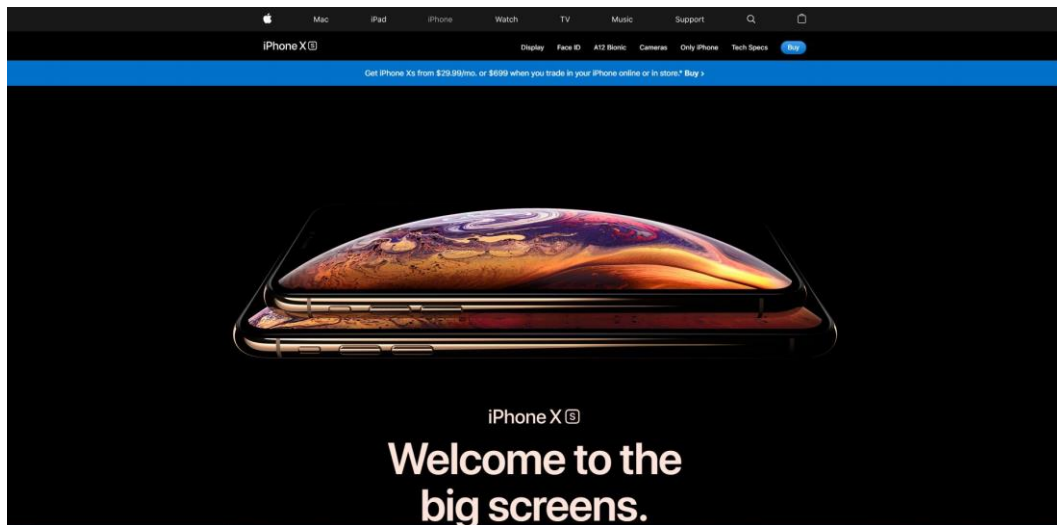 Mac iPad iPhone Watch TV Music Support
iPhone XS Display Face ID A12 Bionic Cameras Only iPhone Tech Specs Buy
Get iPhone Xs from $29.99/mo. or $699 when you trade in your iPhone online or in store.* Buy >
iPhone XS
Welcome to the
big screens.